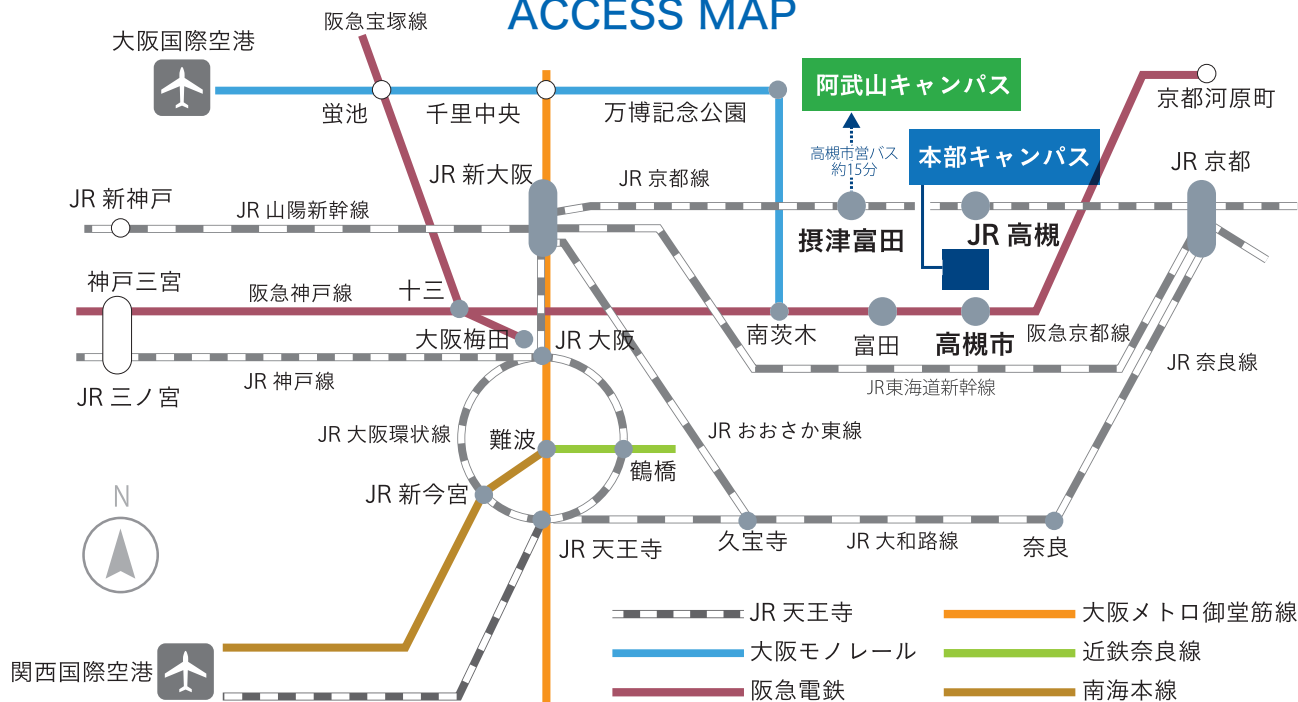 ACCESS MAP
阪急宝塚線
大阪国際空港
蛍池
千里中央
万博記念公園
阿武山キャンパス
京都河原町
高槻市営バス
約15分
本部キャンパス
JR 新大阪
JR 京都線
JR 京都
JR 新神戸
JR 山陽新幹線
摂津富田
JR 高槻
神戸三宮
阪急神戸線
十三
大阪梅田
JR 大阪
南茨木
富田
高槻市
阪急京都線
JR 三ノ宮
JR 神戸線
JR東海道新幹線
JR 奈良線
JR 大阪環状線
難波
JR おおさか東線
鶴橋
JR 新今宮
N
JR 天王寺
久宝寺
JR 大和路線
奈良
関西国際空港
JR 天王寺
大阪メトロ御堂筋線
大阪モノレール
近鉄奈良線
阪急電鉄
南海本線